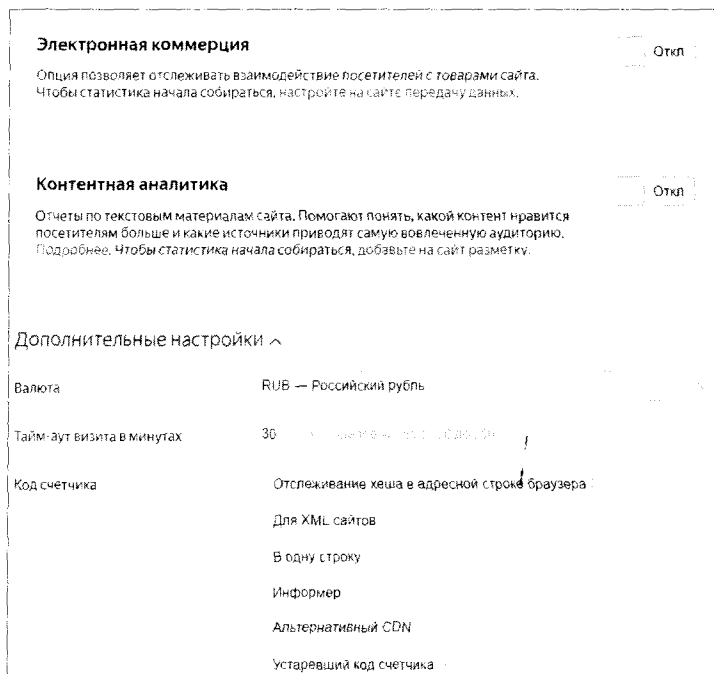 Электронная коммерция
Откл
Опция позволяет отслеживать взаимодействие посетителей с товарами сайта.
Чтобы статистика начала собираться, настройте на сайте передачу данных.
Контентная аналитика
Откл
Отчеты по текстовым материалам сайта. Помогают понять, какой контент нравится
посетителям больше и какие источники приводят самую вовлеченную аудиторию.
Подробнее. Чтобы статистика начала собираться, добавьте на сайт разметку.
Дополнительные настройки
Валюта
RUB — Российский рубль
Тайм-аут визита в минутах
30
Код счетчика
Отслеживание хеша в адресной строке браузера
Для XML сайтов
В одну строку
Информер
Альтернативный CDN
Устаревший код счетчика